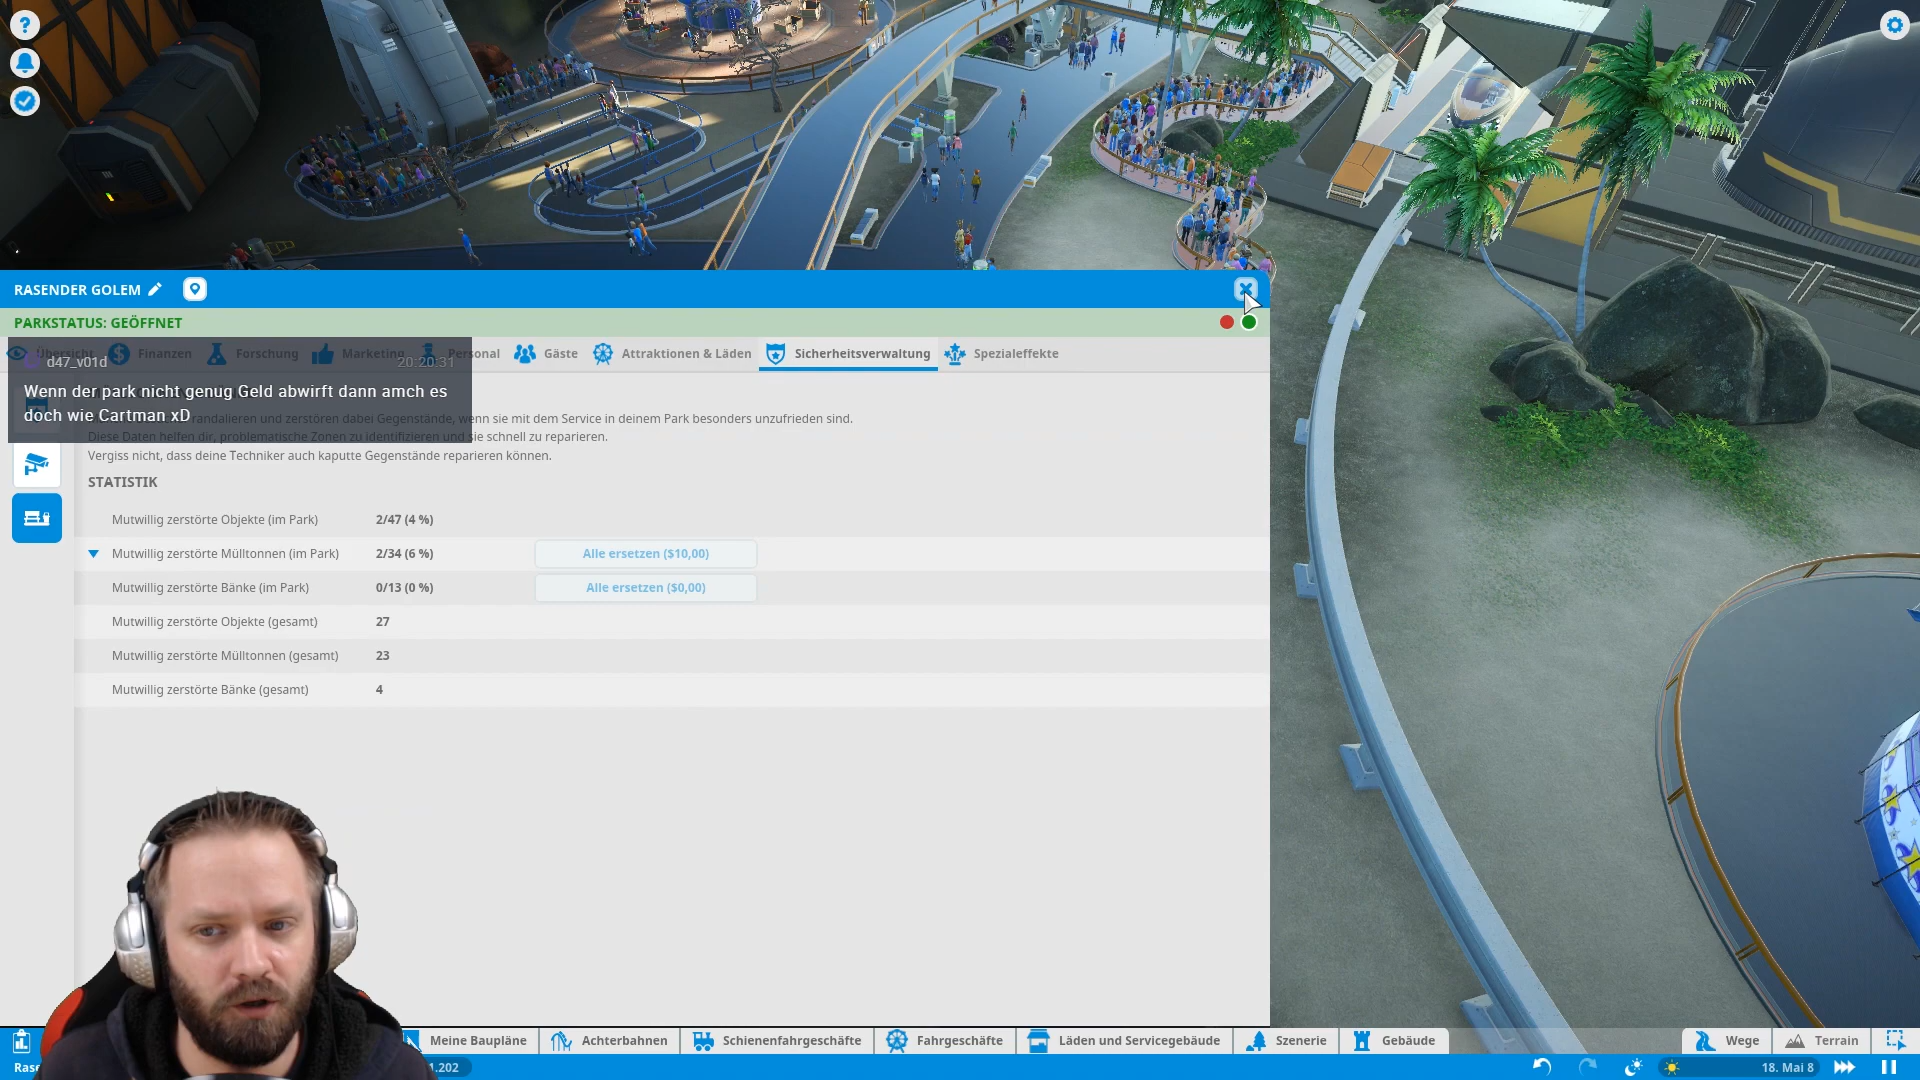 RASENDER GOLEM
PARKSTATUS: GEÖFFNET
Übersicht Finanzen Forschung Marketing Personal Gäste Attraktionen & Läden Sicherheitsverwaltung Spezialeffekte
d47_v01d 20:20:31
Wenn der park nicht genug Geld abwirft dann amch es
doch wie Cartman xD
randalieren und zerstören dabei Gegenstände, wenn sie mit dem Service in deinem Park besonders unzufrieden sind.
Diese Daten helfen dir, problematische Zonen zu identifizieren und sie schnell zu reparieren.
Vergiss nicht, dass deine Techniker auch kaputte Gegenstände reparieren können.
STATISTIK
Mutwillig zerstörte Objekte (im Park) 2/47 (4 %)
Mutwillig zerstörte Mülltonnen (im Park) 2/34 (6 %) Alle ersetzen ($10,00)
Mutwillig zerstörte Bänke (im Park) 0/13 (0 %) Alle ersetzen ($0,00)
Mutwillig zerstörte Objekte (gesamt) 27
Mutwillig zerstörte Mülltonnen (gesamt) 23
Mutwillig zerstörte Bänke (gesamt) 4
Meine Baupläne Achterbahnen Schienenfahrgeschäfte Fahrgeschäfte Läden und Servicegebäude Szenerie Gebäude Wege Terrain
Rase 1.202 18. Mai 8